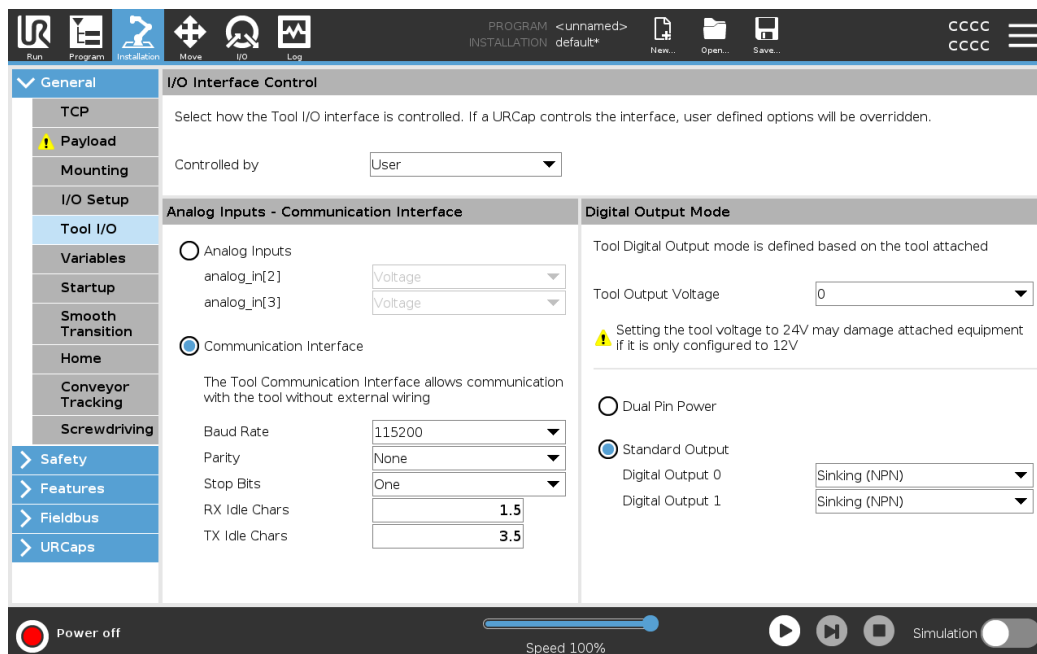 PROGRAM <unnamed>
INSTALLATION default*
CCCC
CCCC
Run
Program
Installation
Move
I/O
Log
New...
Open...
Save...
General
TCP
Payload
Mounting
I/O Setup
Tool I/O
Variables
Startup
Smooth
Transition
Home
Conveyor
Tracking
Screwdriving
Safety
Features
Fieldbus
URCaps
I/O Interface Control
Select how the Tool I/O interface is controlled. If a URCap controls the interface, user defined options will be overridden.
Controlled by User
Analog Inputs - Communication Interface
Analog Inputs
analog_in[2] Voltage
analog_in[3] Voltage
Communication Interface
The Tool Communication Interface allows communication
with the tool without external wiring
Baud Rate 115200
Parity None
Stop Bits One
RX Idle Chars 1.5
TX Idle Chars 3.5
Digital Output Mode
Tool Digital Output mode is defined based on the tool attached
Tool Output Voltage 0
Setting the tool voltage to 24V may damage attached equipment
if it is only configured to 12V
Dual Pin Power
Standard Output
Digital Output 0 Sinking (NPN)
Digital Output 1 Sinking (NPN)
Power off
Speed 100%
Simulation